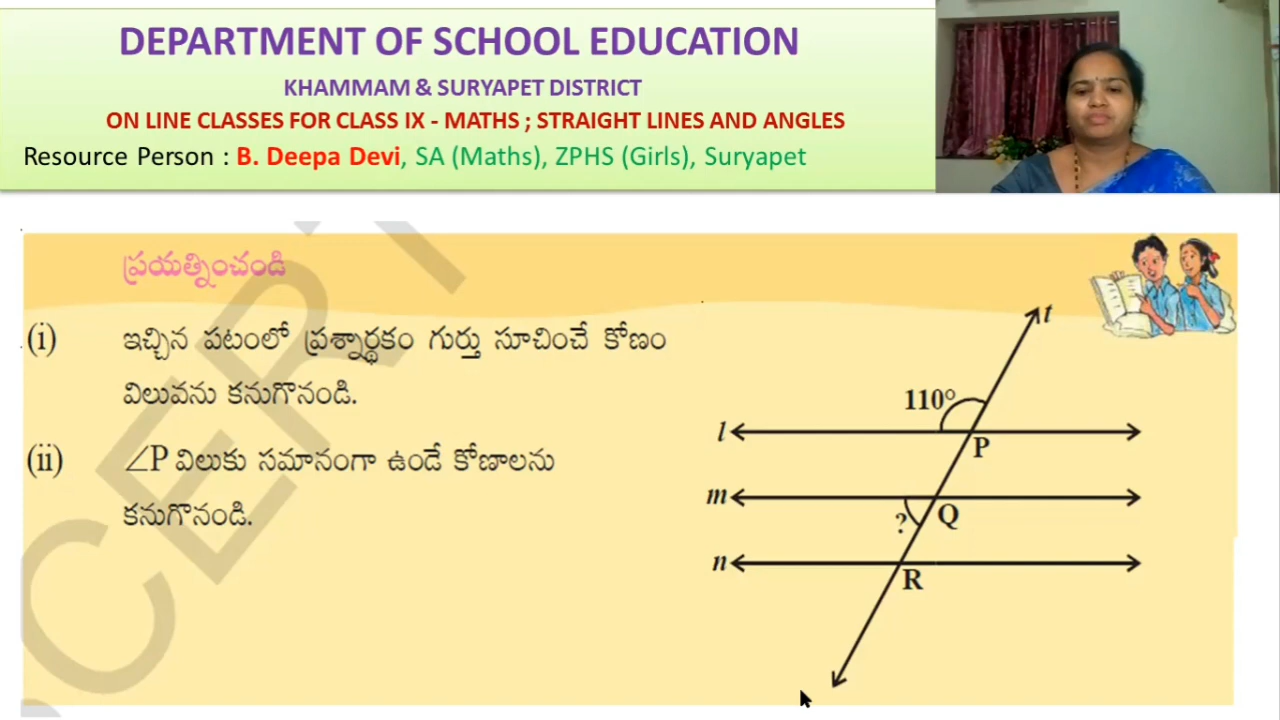 DEPARTMENT OF SCHOOL EDUCATION
KHAMMAM & SURYAPET DISTRICT
ON LINE CLASSES FOR CLASS IX - MATHS ; STRAIGHT LINES AND ANGLES
Resource Person : B. Deepa Devi, SA (Maths), ZPHS (Girls), Suryapet
ప్రయత్నించండి
(i) ఇచ్చిన పటంలో ప్రశ్నార్థకం గుర్తు సూచించే కోణం
విలువను కనుగొనండి.
(ii) ∠P విలుకు సమానంగా ఉండే కోణాలను
కనుగొనండి.
t
110°
l
P
m
? Q
n
R